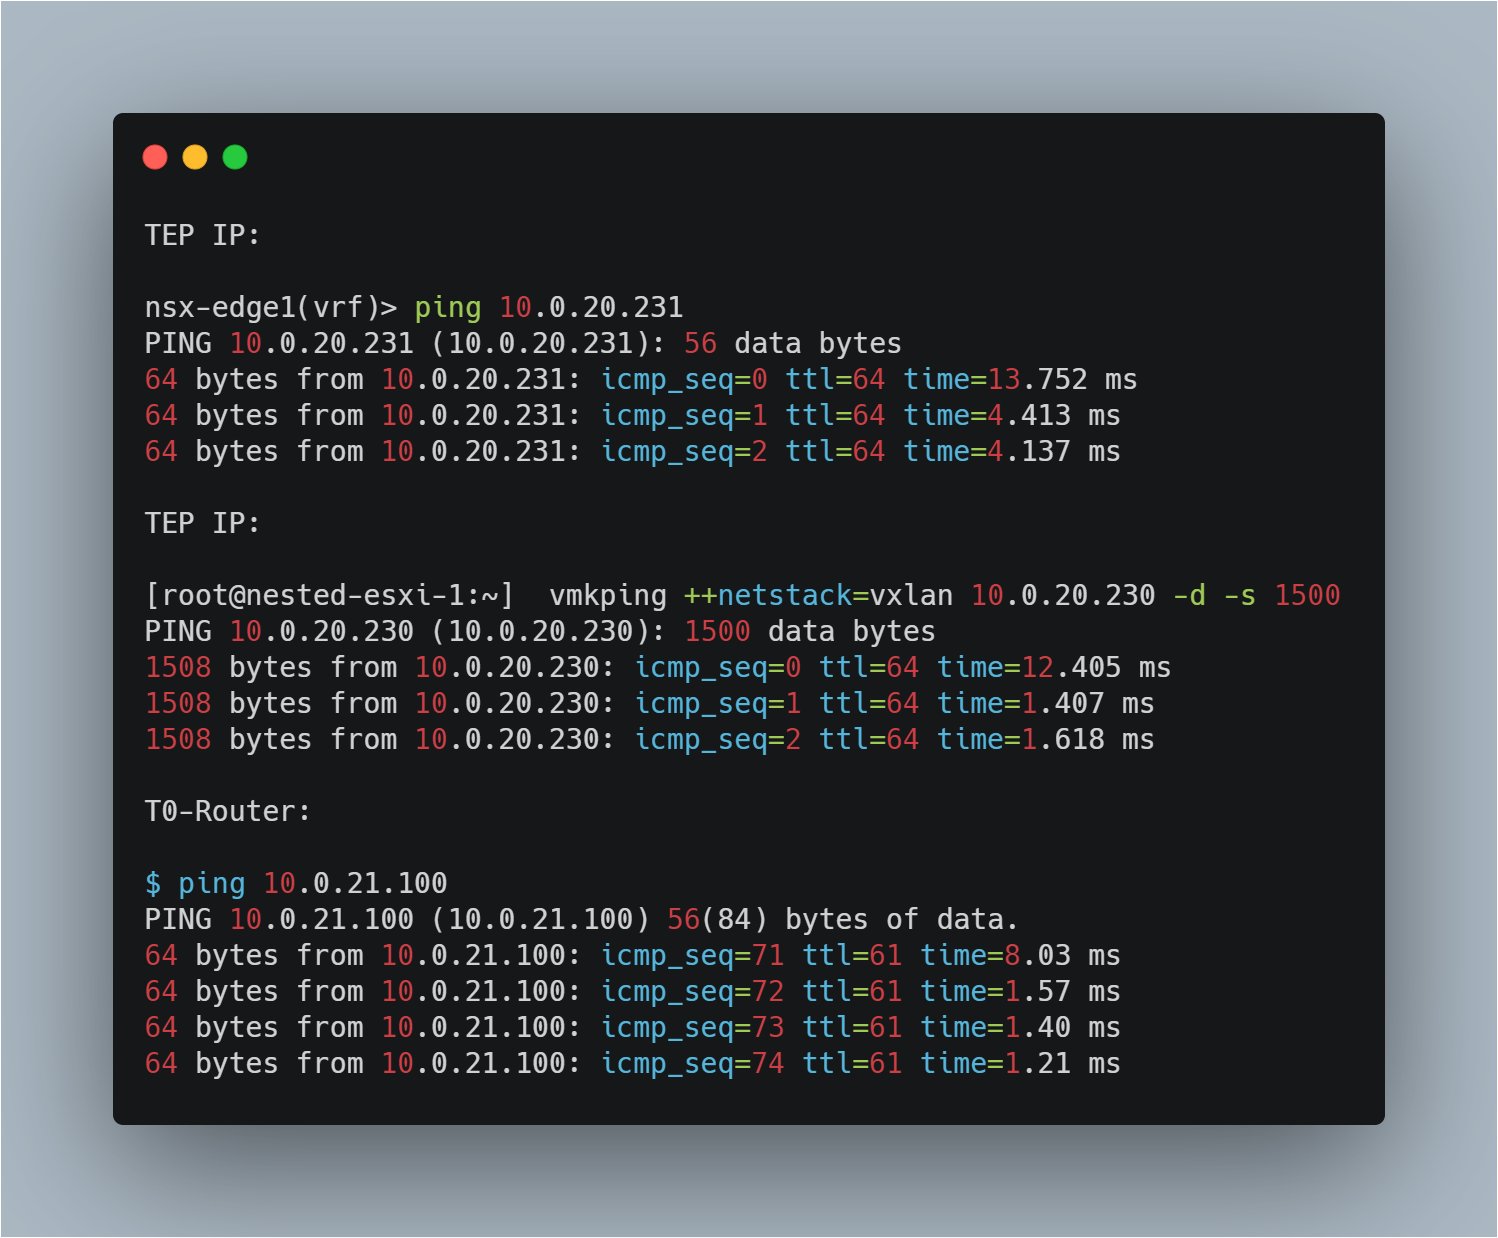 TEP IP:
nsx-edge1(vrf)> ping 10.0.20.231
PING 10.0.20.231 (10.0.20.231): 56 data bytes
64 bytes from 10.0.20.231: icmp_seq=0 ttl=64 time=13.752 ms
64 bytes from 10.0.20.231: icmp_seq=1 ttl=64 time=4.413 ms
64 bytes from 10.0.20.231: icmp_seq=2 ttl=64 time=4.137 ms
TEP IP:
[root@nested-esxi-1:~]  vmkping ++netstack=vxlan 10.0.20.230 -d -s 1500
PING 10.0.20.230 (10.0.20.230): 1500 data bytes
1508 bytes from 10.0.20.230: icmp_seq=0 ttl=64 time=12.405 ms
1508 bytes from 10.0.20.230: icmp_seq=1 ttl=64 time=1.407 ms
1508 bytes from 10.0.20.230: icmp_seq=2 ttl=64 time=1.618 ms
T0-Router:
$ ping 10.0.21.100
PING 10.0.21.100 (10.0.21.100) 56(84) bytes of data.
64 bytes from 10.0.21.100: icmp_seq=71 ttl=61 time=8.03 ms
64 bytes from 10.0.21.100: icmp_seq=72 ttl=61 time=1.57 ms
64 bytes from 10.0.21.100: icmp_seq=73 ttl=61 time=1.40 ms
64 bytes from 10.0.21.100: icmp_seq=74 ttl=61 time=1.21 ms